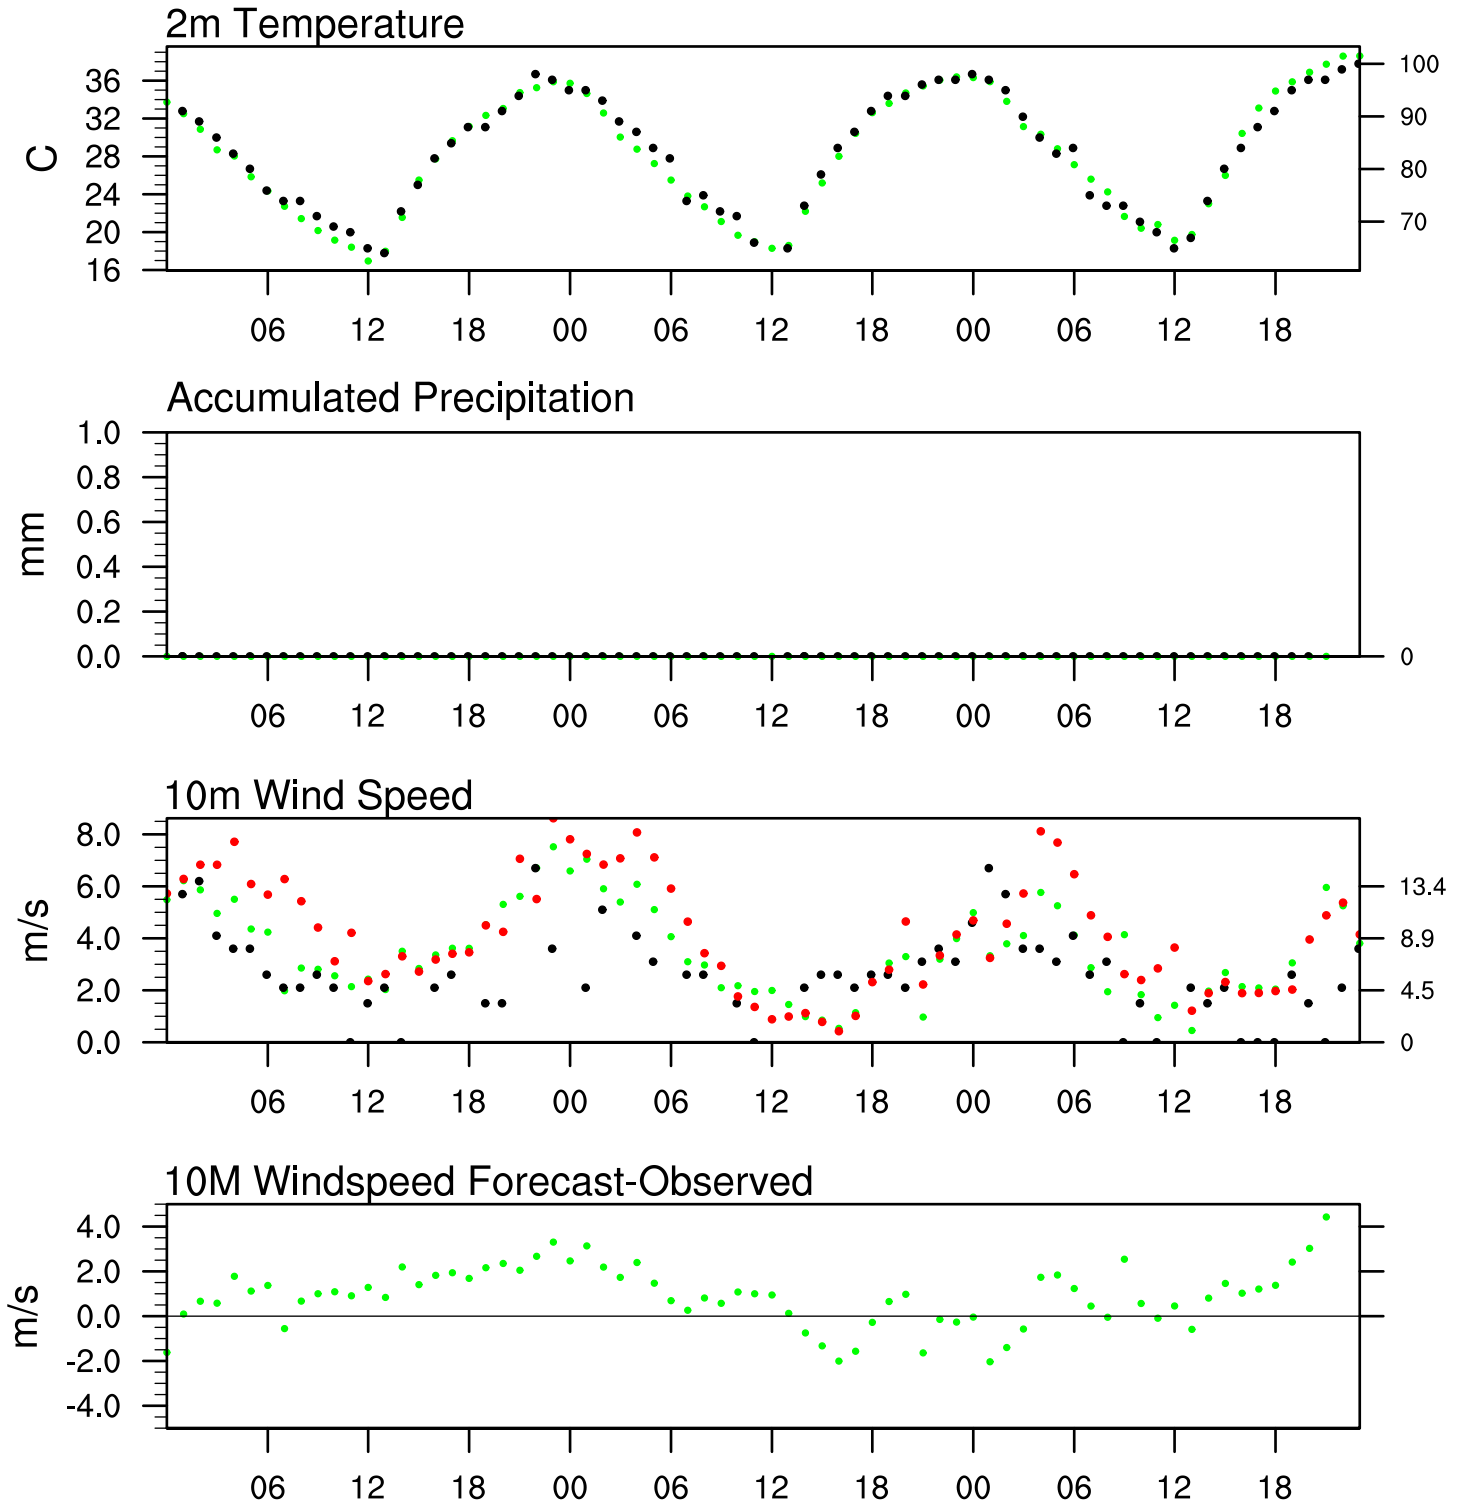 2m Temperature
36
32
28
24
20
16
C
100
90
80
70
06 12 18 00 06 12 18 00 06 12 18
Accumulated Precipitation
1.0
0.8
0.6
0.4
0.2
0.0
mm
0
06 12 18 00 06 12 18 00 06 12 18
10m Wind Speed
8.0
6.0
4.0
2.0
0.0
m/s
13.4
8.9
4.5
0
06 12 18 00 06 12 18 00 06 12 18
10M Windspeed Forecast-Observed
4.0
2.0
0.0
-2.0
-4.0
m/s
06 12 18 00 06 12 18 00 06 12 18